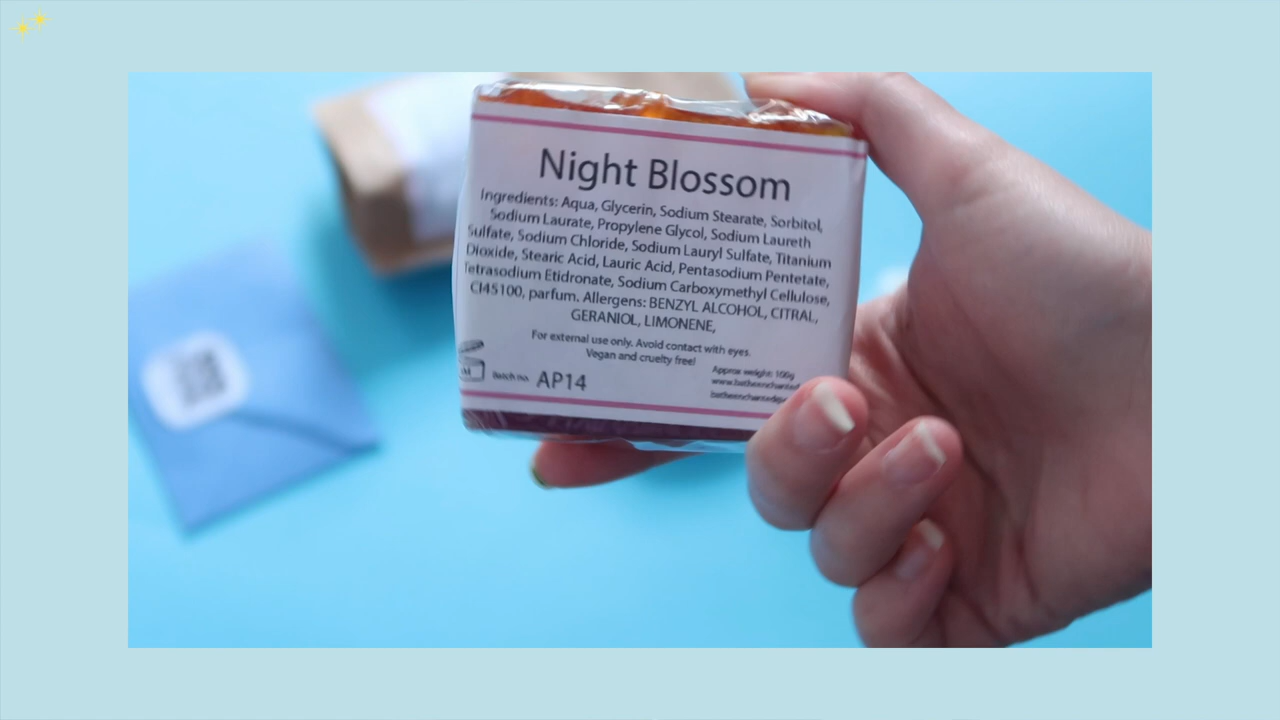 Night Blossom
Ingredients: Aqua, Glycerin, Sodium Stearate, Sorbitol,
Sodium Laurate, Propylene Glycol, Sodium Laureth
Sulfate, Sodium Chloride, Sodium Lauryl Sulfate, Titanium
Dioxide, Stearic Acid, Lauric Acid, Pentasodium Pentetate,
Tetrasodium Etidronate, Sodium Carboxymethyl Cellulose,
CI45100, parfum. Allergens: BENZYL ALCOHOL, CITRAL,
GERANIOL, LIMONENE,
For external use only. Avoid contact with eyes.
Vegan and cruelty free!
Batch no. AP14
Approx weight: 100g